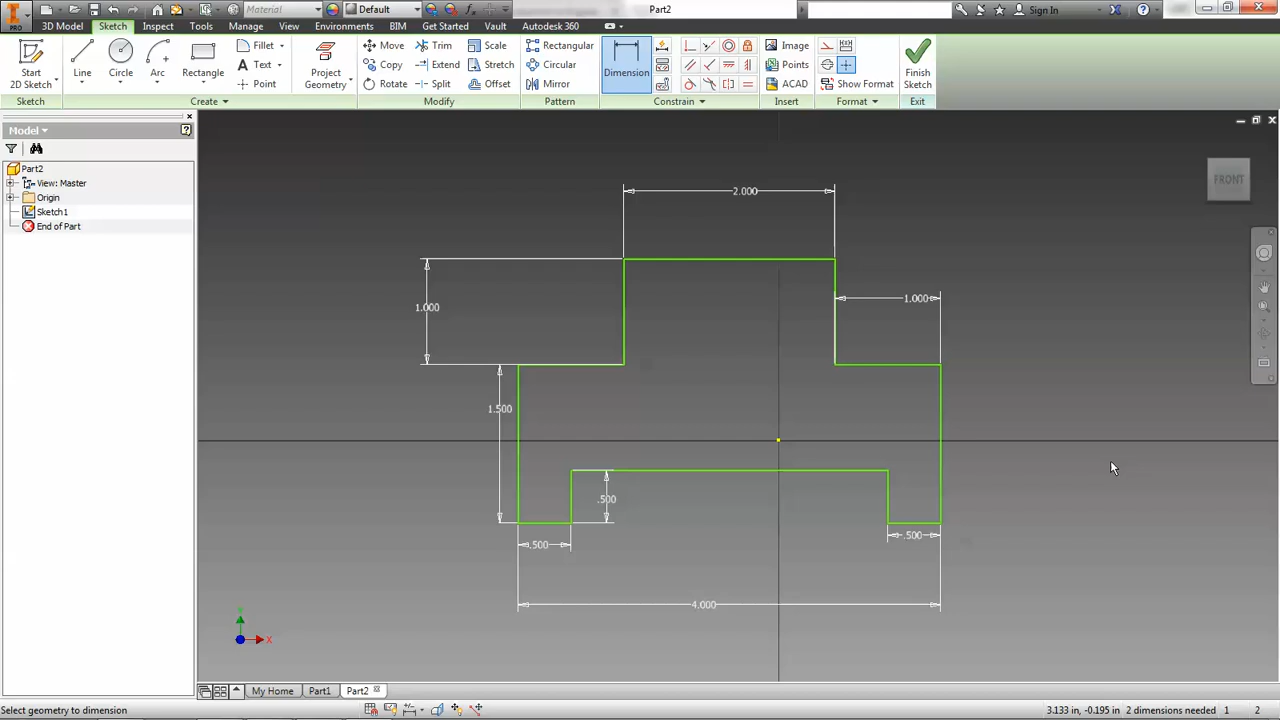 PRO
Material
Default
Part2
Sign In
3D Model Sketch Inspect Tools Manage View Environments BIM Get Started Vault Autodesk 360
Start
2D Sketch
Line
Circle
Arc
Rectangle
Fillet
Text
Point
Project
Geometry
Move
Copy
Rotate
Trim
Extend
Split
Scale
Stretch
Offset
Rectangular
Circular
Mirror
Dimension
Image
Points
ACAD
Show Format
Finish
Sketch
Sketch Create Modify Pattern Constrain Insert Format Exit
Model
Part2
View: Master
Origin
Sketch1
End of Part
FRONT
2.000
1.000
1.000
1.500
.500
.500
.500
4.000
X
My Home Part1 Part2
Select geometry to dimension
3.133 in, -0.195 in 2 dimensions needed 1 2